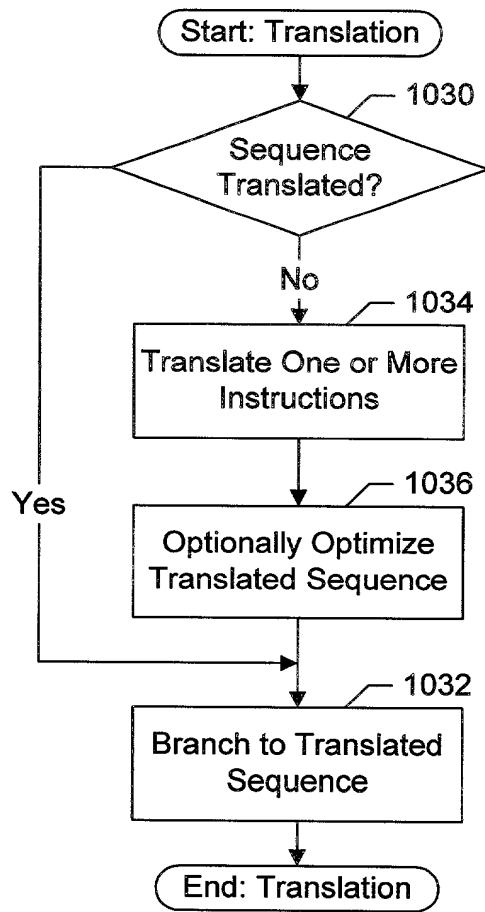 Start: Translation
1030
Sequence
Translated?
No
1034
Translate One or More
Instructions
Yes
1036
Optionally Optimize
Translated Sequence
1032
Branch to Translated
Sequence
End: Translation